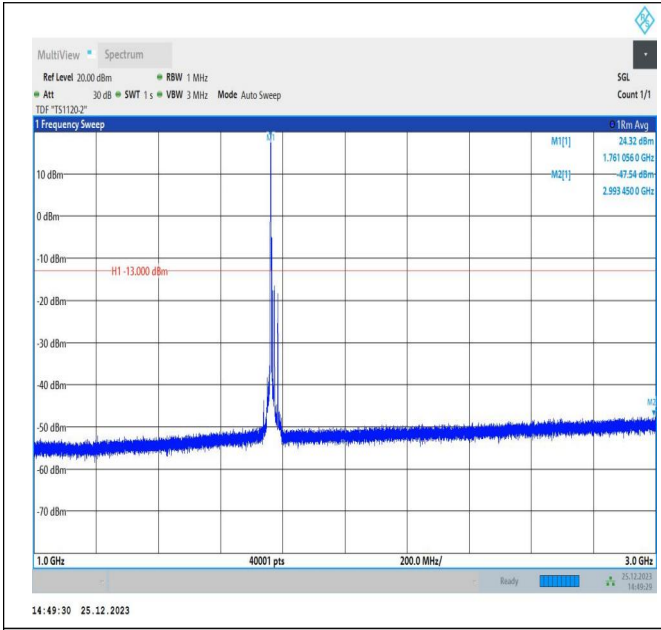 MultiView Spectrum
Ref Level 20.00 dBm RBW 1 MHz SGL
Att 30 dB SWT 1 s VBW 3 MHz Mode Auto Sweep Count 1/1
TDF "TS1120-2"
1 Frequency Sweep 1Rm Avg
M1
M1[1] 24.32 dBm
1.761 056 0 GHz
10 dBm M2[1] -47.54 dBm
2.993 450 0 GHz
0 dBm
-10 dBm
H1 -13.000 dBm
-20 dBm
-30 dBm
-40 dBm
M2
-50 dBm
-60 dBm
-70 dBm
1.0 GHz 40001 pts 200.0 MHz/ 3.0 GHz
Ready 25.12.2023
14:49:29
14:49:30 25.12.2023